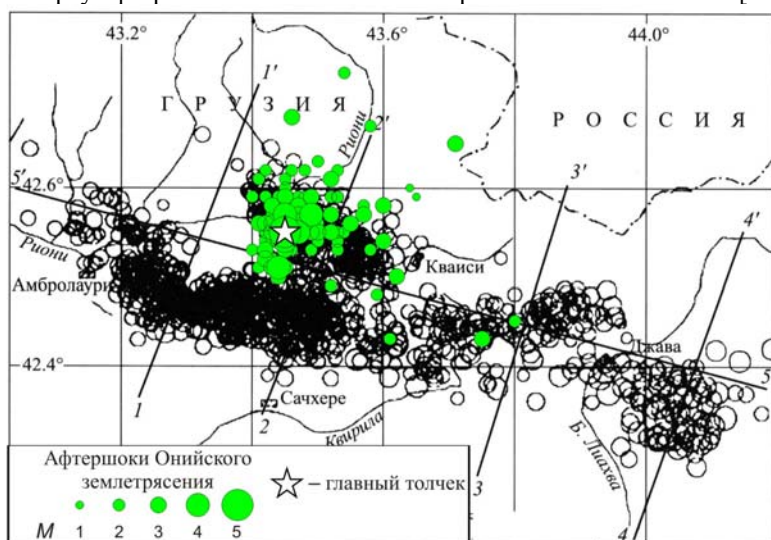 43.2° 43.6° 44.0°
1′
Г Р У З И Я
Риони
2′
Р О С С И Я
42.6°
5′
3′
4′
Риони
Кваиси
Амбролаури
42.4°
Джава
5
1
Сачхере
2
Квирила
Б. Лиахва
3
4
Афтершоки Онийского
землетрясения
– главный толчек
М 1 2 3 4 5